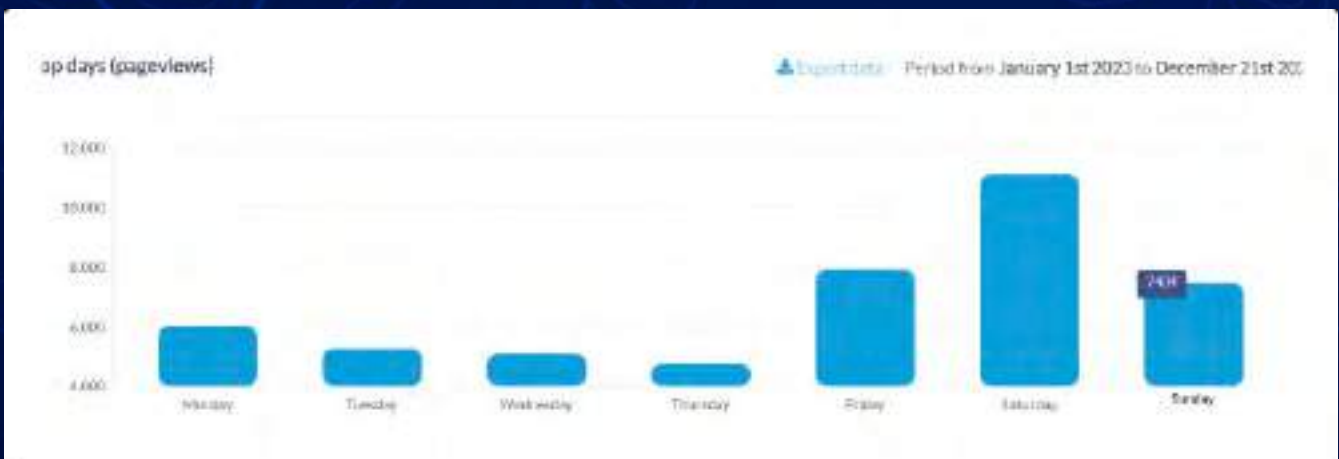 op days (pageviews)
Export data Period from January 1st 2023 to December 21st 202
12.000
10.000
8.000
6.000
4.000
Monday Tuesday Wednesday Thursday Friday Saturday Sunday